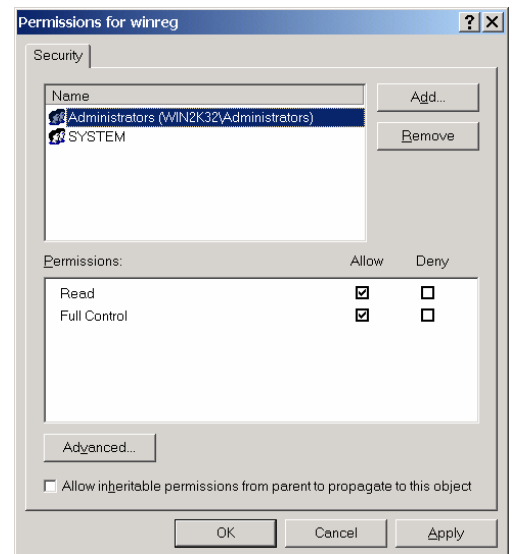 Permissions for winreg
Security
Name
Add...
Administrators (WIN2K32\Administrators)
SYSTEM
Remove
Permissions: Allow Deny
Read
Full Control
Advanced...
Allow inheritable permissions from parent to propagate to this object
OK Cancel Apply